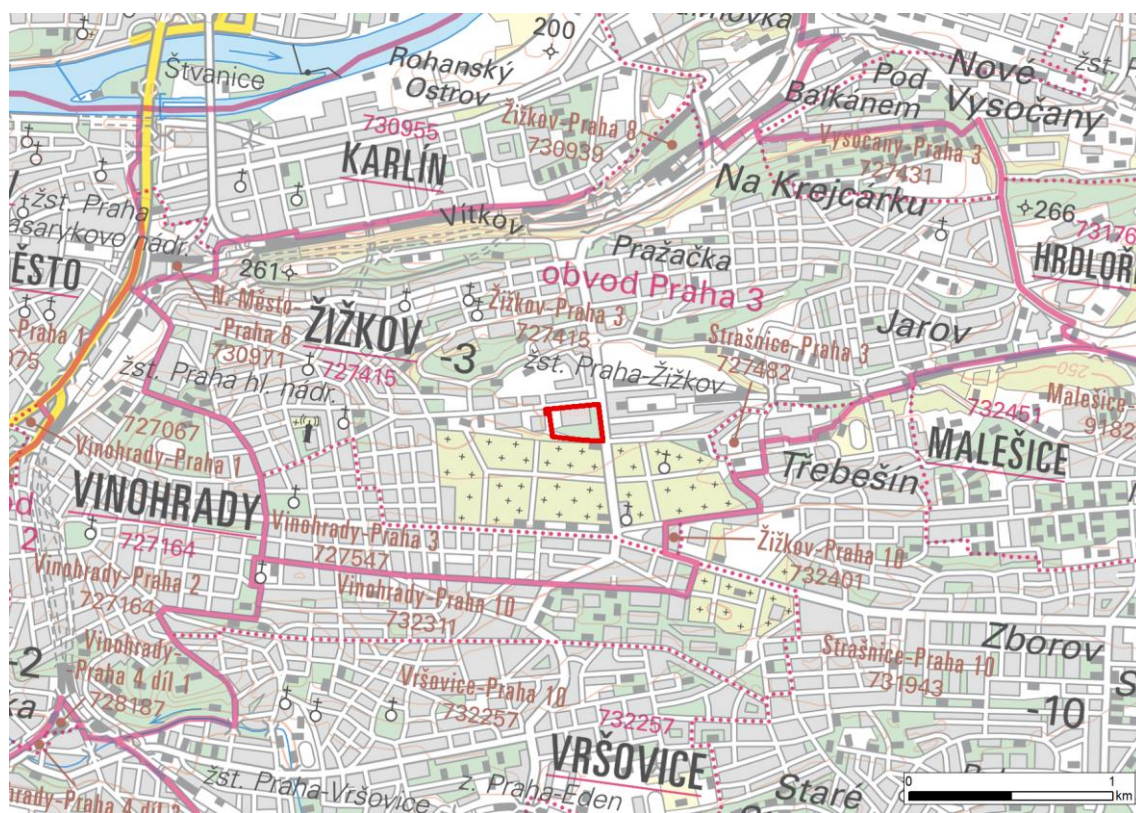 Štvanice
Rohanský
Ostrov
200
Nové
Pod
Vysočany
Balkánem
730955
KARLÍN
Žižkov-Praha 8
730939
Vysočany-Praha 3
727431
Na Krejcárku
266
žst. Praha
Vítkov
HRDLOŘ
261
Pražačka
obvod Praha 3
N. Město-
Praha 8
730971
ŽIŽKOV
727415
-3
Žižkov-Praha 3
727415
Strašnice-Praha 3
727482
Jarov
žst. Praha hl. nádr.
žst. Praha-Žižkov
250
732451
MALEŠICE
727067
Vinohrady-Praha 1
VINOHRADY
727164
Třebešín
Vinohrady-Praha 3
727547
Žižkov-Praha 10
732401
Vinohrady-Praha 2
727164
Vinohrady-Praha 10
732311
Zborov
-2
Vinohrady-
Praha 4 díl 1
728187
Vršovice-Praha 10
732257
Strašnice-Praha 10
731943
-10
732257
VRŠOVICE
žst. Praha-Vršovice
z. Praha-Eden
Staré
0
1
km